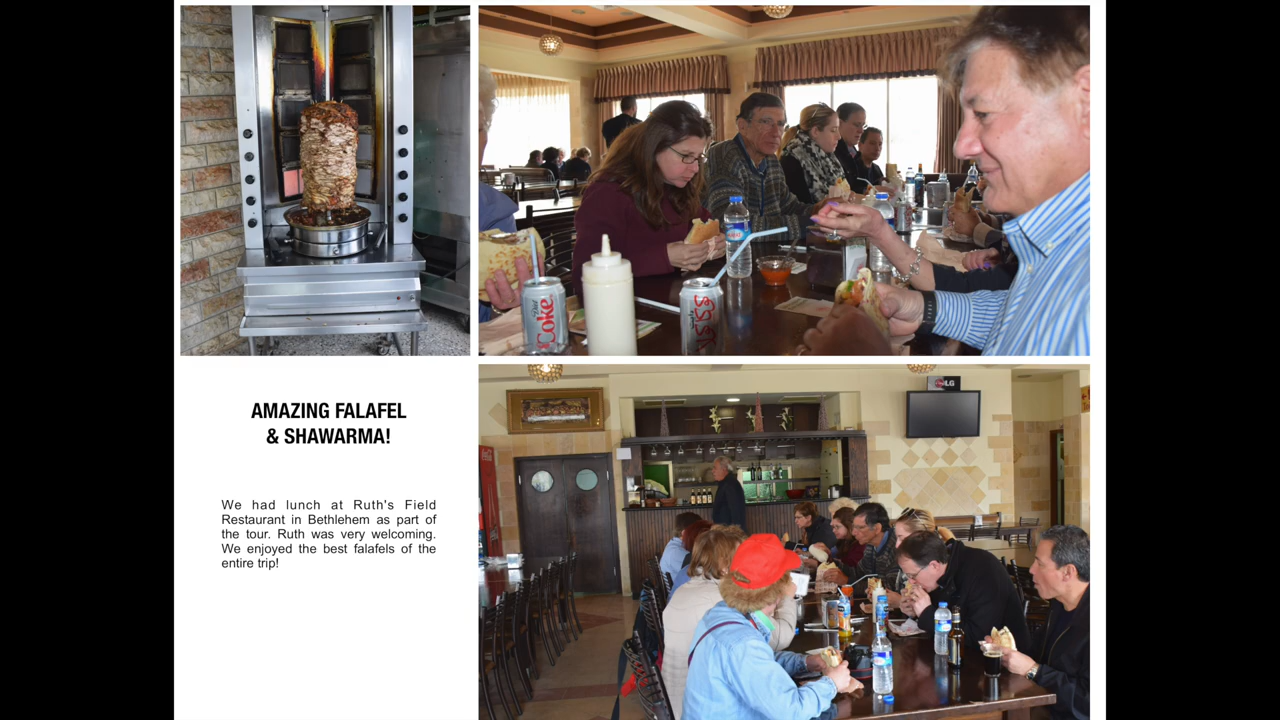 AMAZING FALAFEL
& SHAWARMA!
We had lunch at Ruth's Field
Restaurant in Bethlehem as part of
the tour. Ruth was very welcoming.
We enjoyed the best falafels of the
entire trip!
Diet
Coke
LG